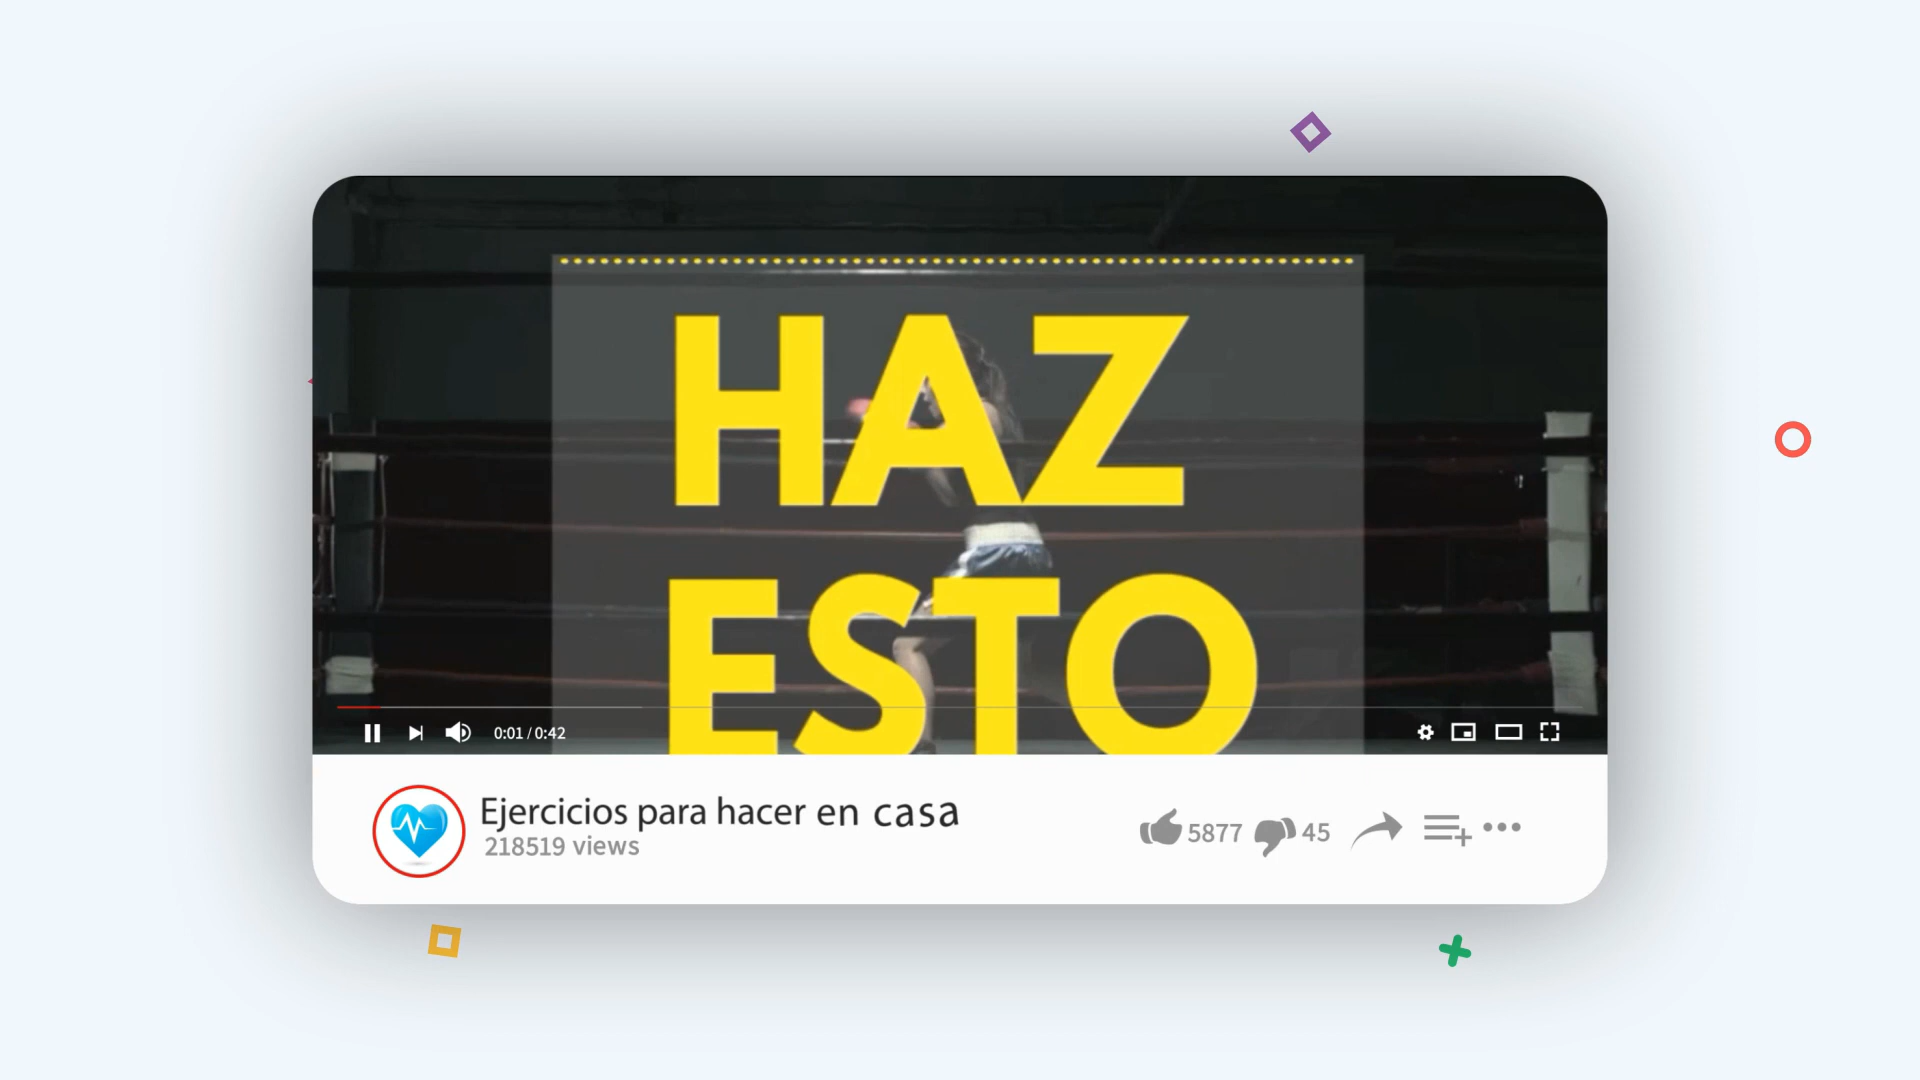 HAZ
ESTO
0:01 / 0:42
Ejercicios para hacer en casa
218519 views
5877
45